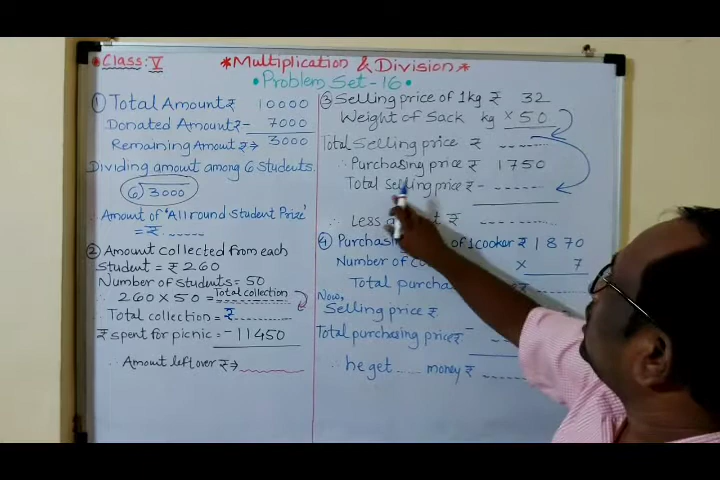 •Class:V
*Multiplication & Division*
•Problem Set-16•
① Total Amount ₹ 10000
Donated Amount ₹ - 7000
Remaining Amount ₹→ 3000
Dividing amount among 6 Students.
6) 3000
∴ Amount of 'All round Student Prize'
= ₹ ------
② Amount collected from each
Student = ₹ 260
Number of students = 50
∴ 260 × 50 = Total collection
∴ Total collection = ₹ ----------
₹ spent for picnic = - 11450
∴ Amount left over ₹→
③ Selling price of 1kg ₹ 32
Weight of Sack kg × 50
Total Selling price ₹ ------
∴ Purchasing price ₹ 1750
Total Selling price ₹ - ------
∴ Less ₹ --------
④ Purchasing of 1 cooker ₹ 1870
Number of × 7
Total
Now,
Selling price ₹
Total purchasing price ₹ -
∴ he get ...... money ₹ ------